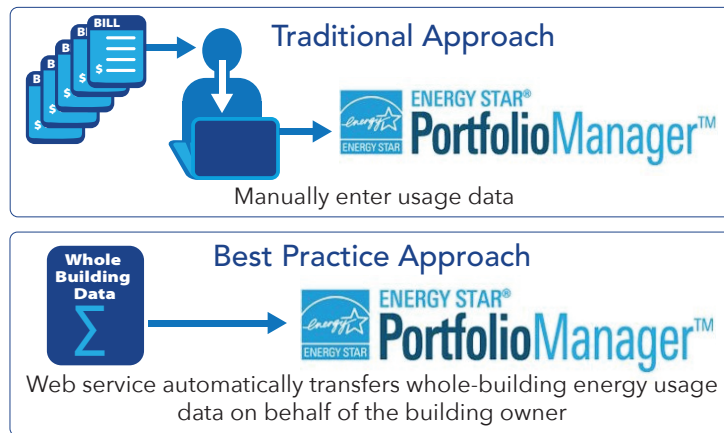 BILL
$
$
$
$
$
Traditional Approach
energy
ENERGY STAR
ENERGY STAR®
PortfolioManager™
Manually enter usage data
Whole
Building
Data
Σ
Best Practice Approach
energy
ENERGY STAR
ENERGY STAR®
PortfolioManager™
Web service automatically transfers whole-building energy usage
data on behalf of the building owner